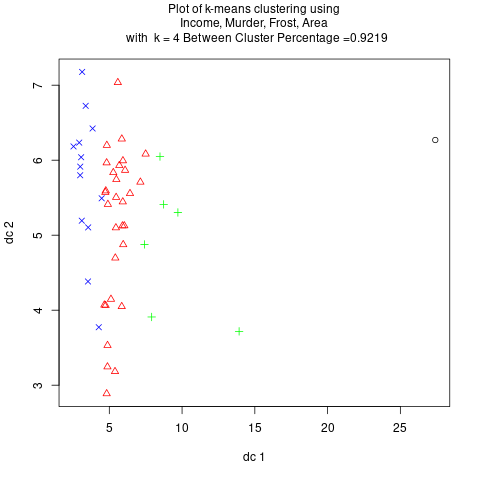 Plot of k-means clustering using
Income, Murder, Frost, Area
with k = 4 Between Cluster Percentage =0.9219
7
6
5
4
3
dc 2
5
10
15
20
25
dc 1